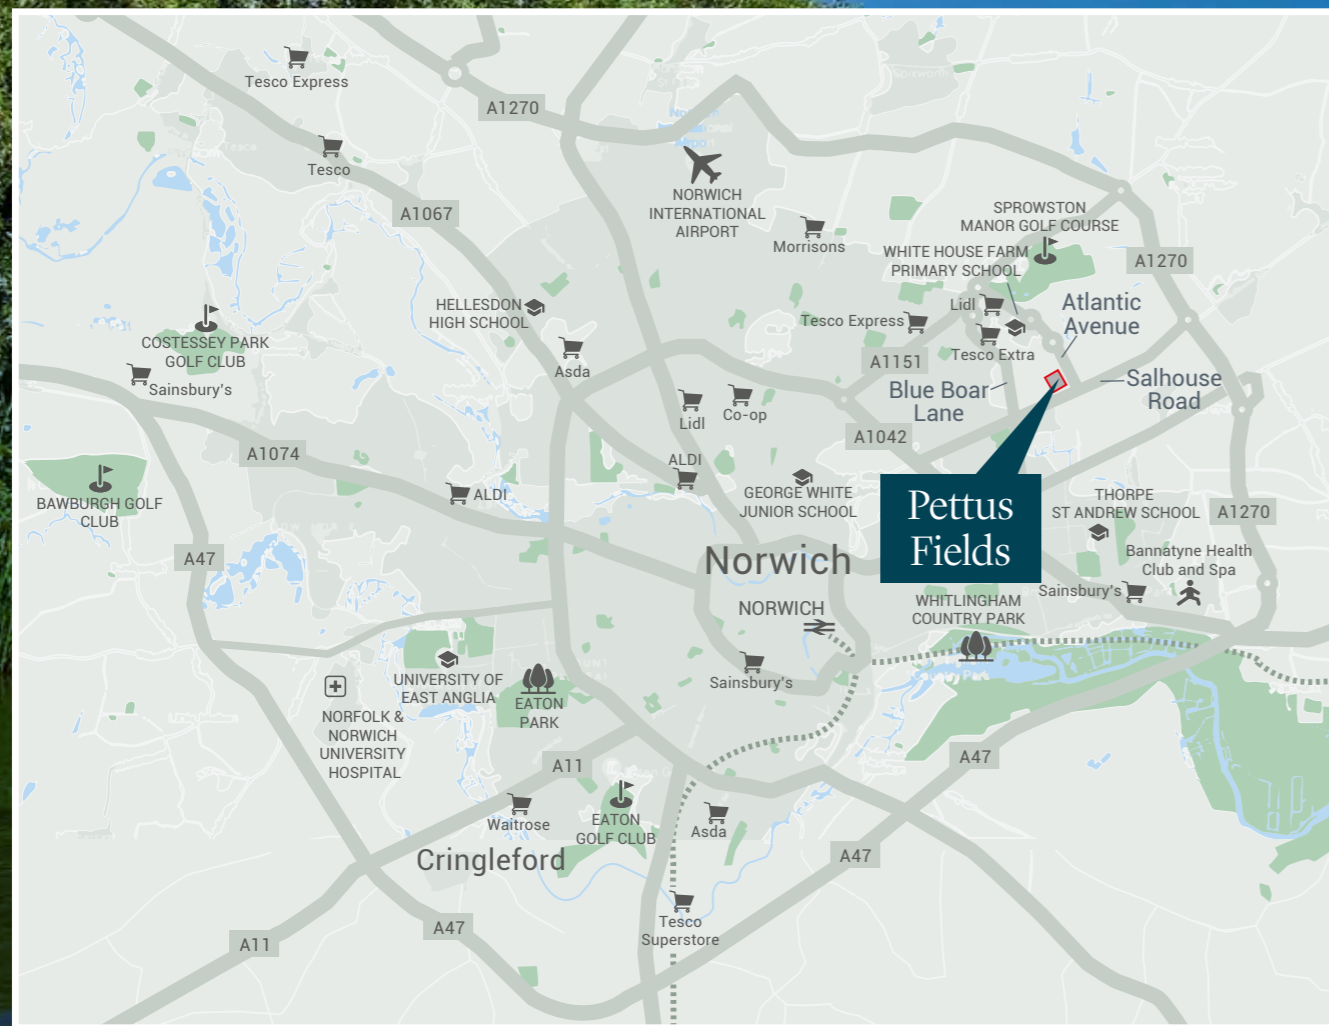 Tesco Express
A1270
Tesco
A1067
NORWICH
INTERNATIONAL
AIRPORT
Morrisons
SPROWSTON
MANOR GOLF COURSE
WHITE HOUSE FARM
PRIMARY SCHOOL
A1270
HELLESDON
HIGH SCHOOL
Lidl
Atlantic
Avenue
Tesco Express
COSTESSEY PARK
GOLF CLUB
Sainsbury's
Asda
A1151
Tesco Extra
Blue Boar
Lane
Salhouse
Road
Lidl
Co-op
A1042
A1074
ALDI
ALDI
GEORGE WHITE
JUNIOR SCHOOL
Pettus
Fields
THORPE
ST ANDREW SCHOOL
A1270
BAWBURGH GOLF
CLUB
A47
Norwich
Bannatyne Health
Club and Spa
Sainsbury's
NORWICH
WHITLINGHAM
COUNTRY PARK
Sainsbury's
UNIVERSITY OF
EAST ANGLIA
EATON
PARK
NORFOLK &
NORWICH
UNIVERSITY
HOSPITAL
A11
A47
Waitrose
EATON
GOLF CLUB
Asda
Cringleford
A47
A47
A11
Tesco
Superstore